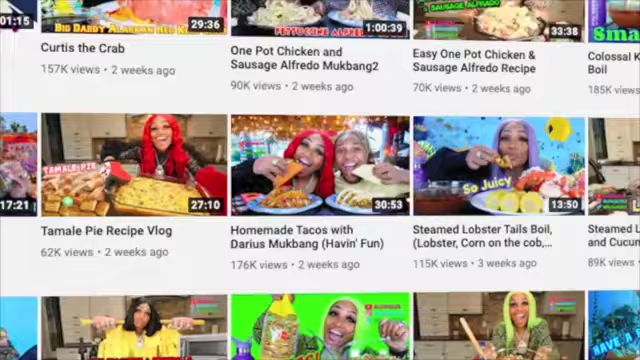 01:15
BIG DADDY ALASKAN RED K
29:36
FETTUCCINE ALFRE
1:00:39
SAUSAGE ALFREDO
33:38
Curtis the Crab
157K views • 2 weeks ago
One Pot Chicken and
Sausage Alfredo Mukbang2
90K views • 2 weeks ago
Easy One Pot Chicken &
Sausage Alfredo Recipe
70K views • 2 weeks ago
Colossal K
Boil
185K views
17:21
TAMALE PIE
27:10
30:53
SO JUICY
13:50
Tamale Pie Recipe Vlog
62K views • 2 weeks ago
Homemade Tacos with
Darius Mukbang (Havin' Fun)
176K views • 2 weeks ago
Steamed Lobster Tails Boil,
(Lobster, Corn on the cob,...
115K views • 3 weeks ago
Steamed L
and Cucun
89K views